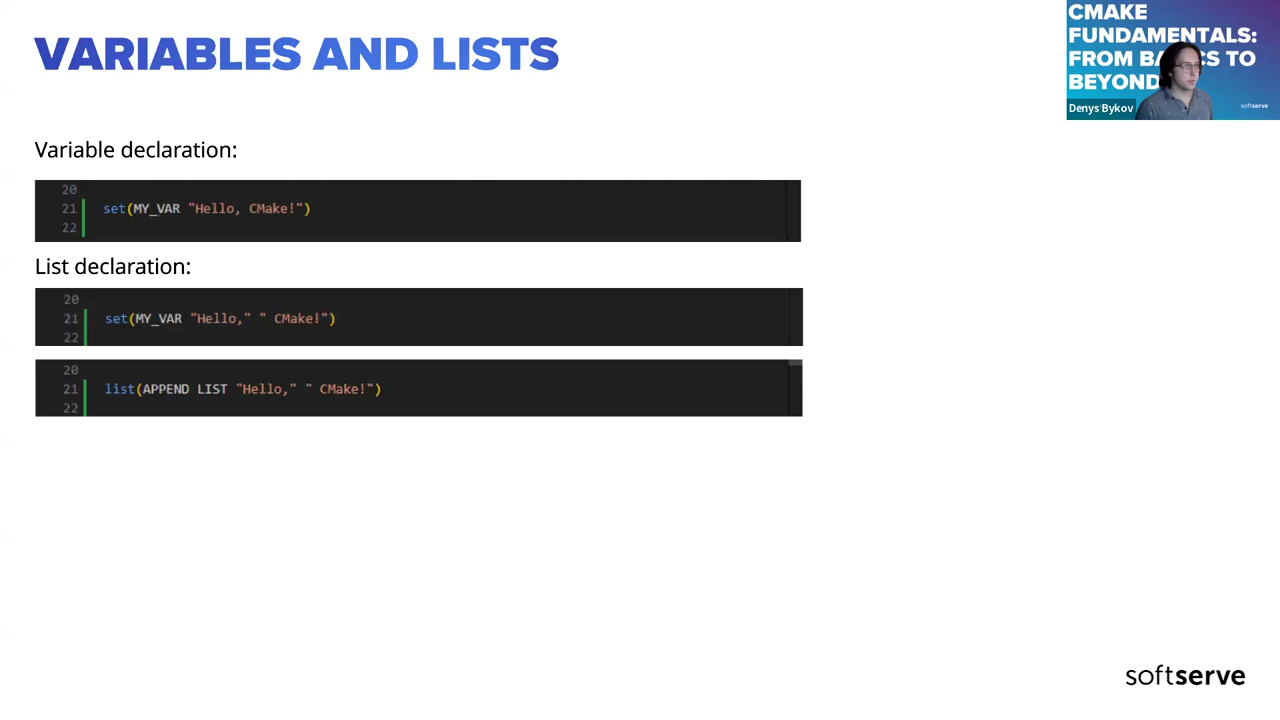 VARIABLES AND LISTS
CMAKE
FUNDAMENTALS:
FROM BA CS TO
BEYOND
Denys Bykov
softserve
Variable declaration:
20
21 set(MY_VAR "Hello, CMake!")
22
List declaration:
20
21 set(MY_VAR "Hello," " CMake!")
22
20
21 list(APPEND LIST "Hello," " CMake!")
22
softserve